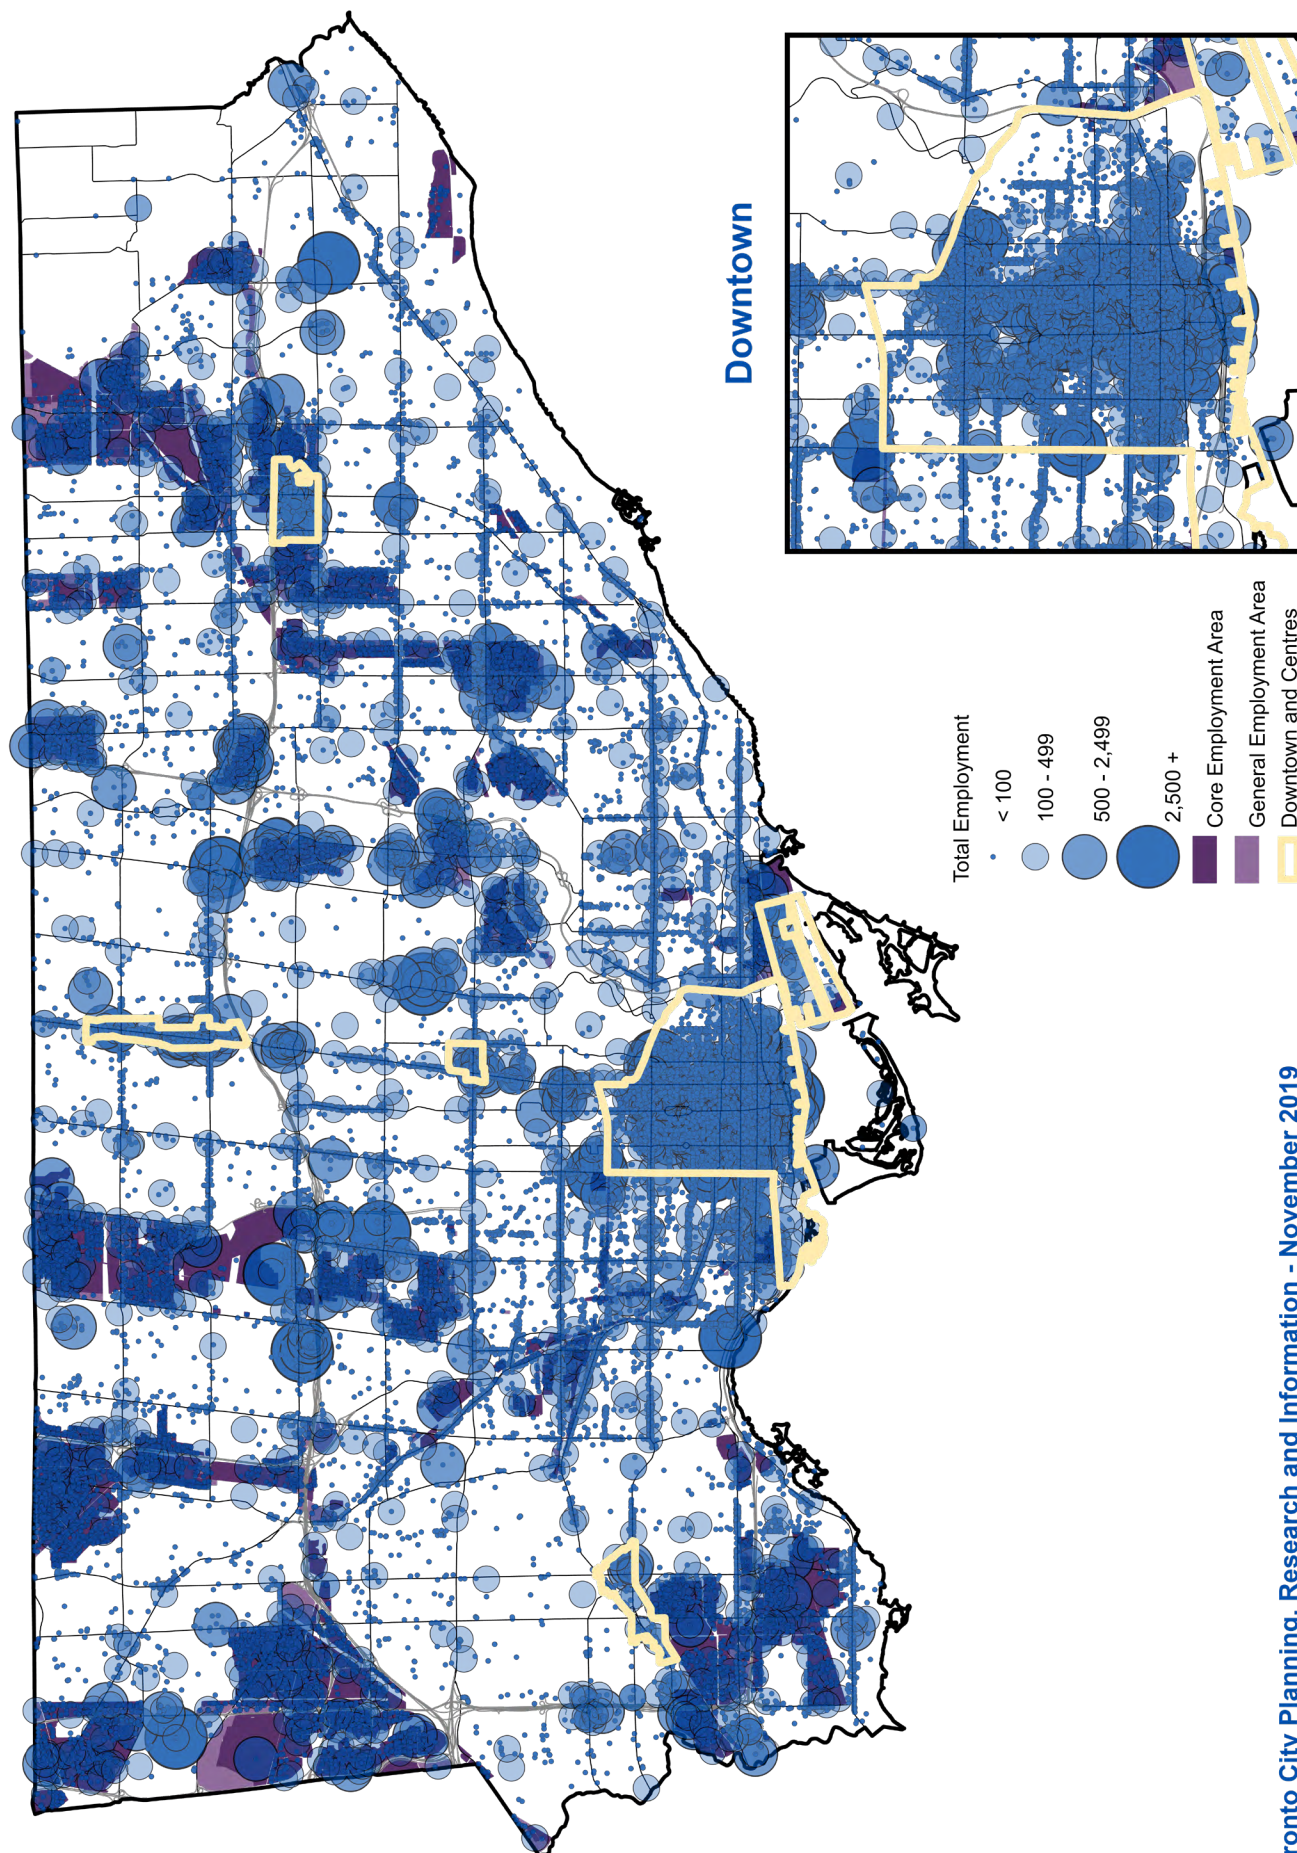 Downtown
Total Employment
< 100
100 - 499
500 - 2,499
2,500 +
Core Employment Area
General Employment Area
Downtown and Centres
City Planning, Research and Information - November 2019